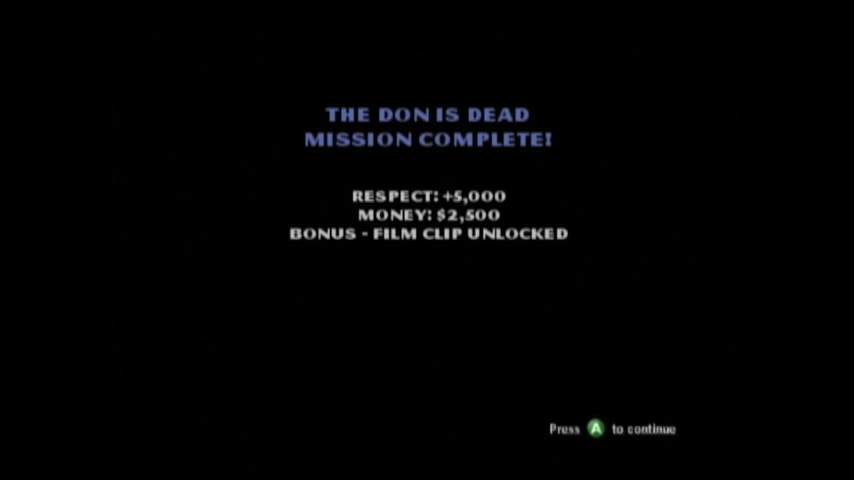 THE DON IS DEAD
MISSION COMPLETE!
RESPECT: +5,000
MONEY: $2,500
BONUS - FILM CLIP UNLOCKED
Press A to continue